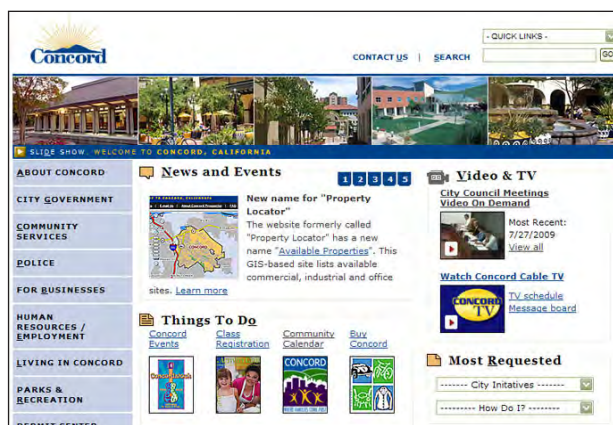 Concord
CONTACT US | SEARCH
- QUICK LINKS -
GO
SLIDE SHOW. WELCOME TO CONCORD, CALIFORNIA
ABOUT CONCORD
CITY GOVERNMENT
COMMUNITY
SERVICES
POLICE
FOR BUSINESSES
HUMAN
RESOURCES /
EMPLOYMENT
LIVING IN CONCORD
PARKS &
RECREATION
PERMIT CENTER
News and Events
1 2 3 4 5
New name for "Property
Locator"
The website formerly called
"Property Locator" has a new
name "Available Properties". This
GIS-based site lists available
commercial, industrial and office
sites. Learn more
CONCORD
Things To Do
Concord
Events
Class
Registration
Community
Calendar
Buy
Concord
CONCORD
Video & TV
City Council Meetings
Video On Demand
Most Recent:
7/27/2009
View all
Watch Concord Cable TV
CONCORD
TV
TV schedule
Message board
Most Requested
------- City Initatives -------
--------- How Do I? ---------